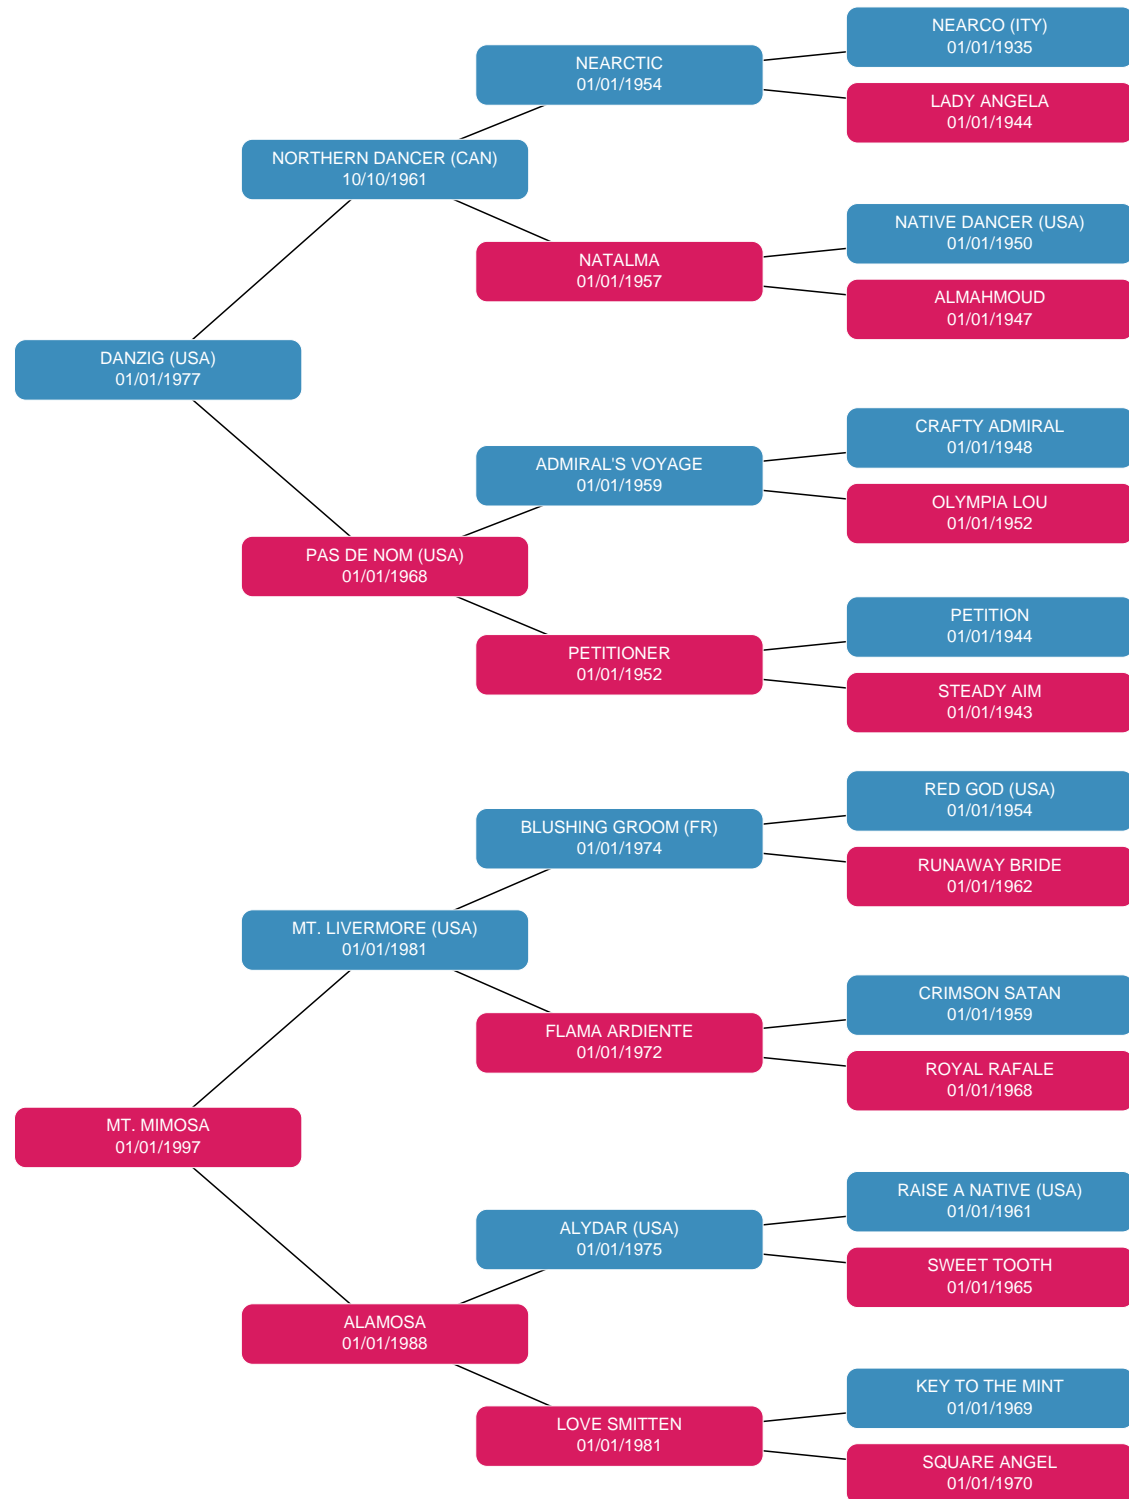 NEARCO (ITY)
01/01/1935
NEARCTIC
01/01/1954
LADY ANGELA
01/01/1944
NORTHERN DANCER (CAN)
10/10/1961
NATIVE DANCER (USA)
01/01/1950
NATALMA
01/01/1957
ALMAHMOUD
01/01/1947
DANZIG (USA)
01/01/1977
CRAFTY ADMIRAL
01/01/1948
ADMIRAL'S VOYAGE
01/01/1959
OLYMPIA LOU
01/01/1952
PAS DE NOM (USA)
01/01/1968
PETITION
01/01/1944
PETITIONER
01/01/1952
STEADY AIM
01/01/1943
RED GOD (USA)
01/01/1954
BLUSHING GROOM (FR)
01/01/1974
RUNAWAY BRIDE
01/01/1962
MT. LIVERMORE (USA)
01/01/1981
CRIMSON SATAN
01/01/1959
FLAMA ARDIENTE
01/01/1972
ROYAL RAFALE
01/01/1968
MT. MIMOSA
01/01/1997
RAISE A NATIVE (USA)
01/01/1961
ALYDAR (USA)
01/01/1975
SWEET TOOTH
01/01/1965
ALAMOSA
01/01/1988
KEY TO THE MINT
01/01/1969
LOVE SMITTEN
01/01/1981
SQUARE ANGEL
01/01/1970